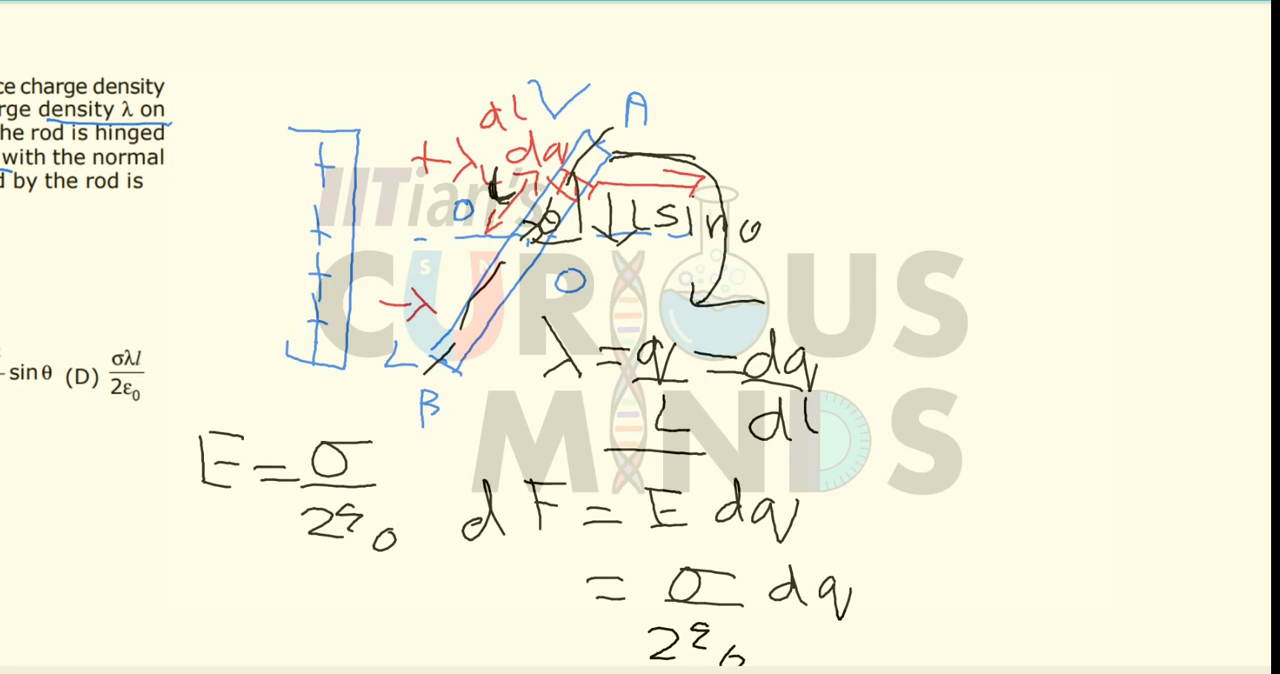 ce charge density
rge density λ on
he rod is hinged
with the normal
d by the rod is
sin θ (D) σλl / 2ε₀
dl
A
+λ
dq
l
θ
l sin θ
O
O
−λ
L
B
λ = q/L = dq/dl
E = σ/2ε₀
dF = E dq
= σ/2ε₀ dq
IITian's
S N
CURIOUS
MINDS